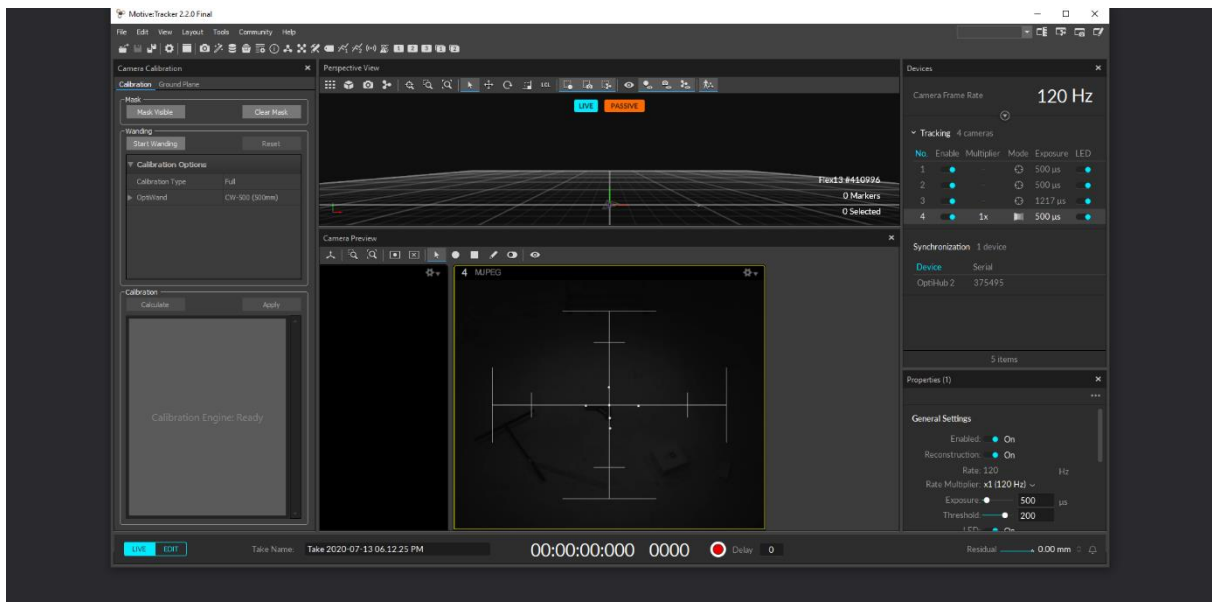 Motive:Tracker 2.2.0 Final
File Edit View Layout Tools Community Help
Camera Calibration
Calibration Ground Plane
Mask
Mask Visible Clear Mask
Wanding
Start Wanding Reset
Calibration Options
Calibration Type Full
OptiWand CW-500 (500mm)
Calibration
Calculate Apply
Calibration Engine: Ready
Perspective View
LCL
1 2 3
LIVE PASSIVE
Flex13 #410996
0 Markers
0 Selected
Camera Preview
4 MJPEG
Devices
Camera Frame Rate 120 Hz
Tracking 4 cameras
No. Enable Multiplier Mode Exposure LED
1 - 500 µs
2 - 500 µs
3 - 1217 µs
4 1x 500 µs
Synchronization 1 device
Device Serial
OptiHub 2 375495
5 items
Properties (1)
General Settings
Enabled: On
Reconstruction: On
Rate: 120 Hz
Rate Multiplier: x1 (120 Hz)
Exposure: 500 µs
Threshold: 200
LED: On
LIVE EDIT
Take Name: Take 2020-07-13 06.12.25 PM
00:00:00:000 0000
Delay 0
Residual 0.00 mm